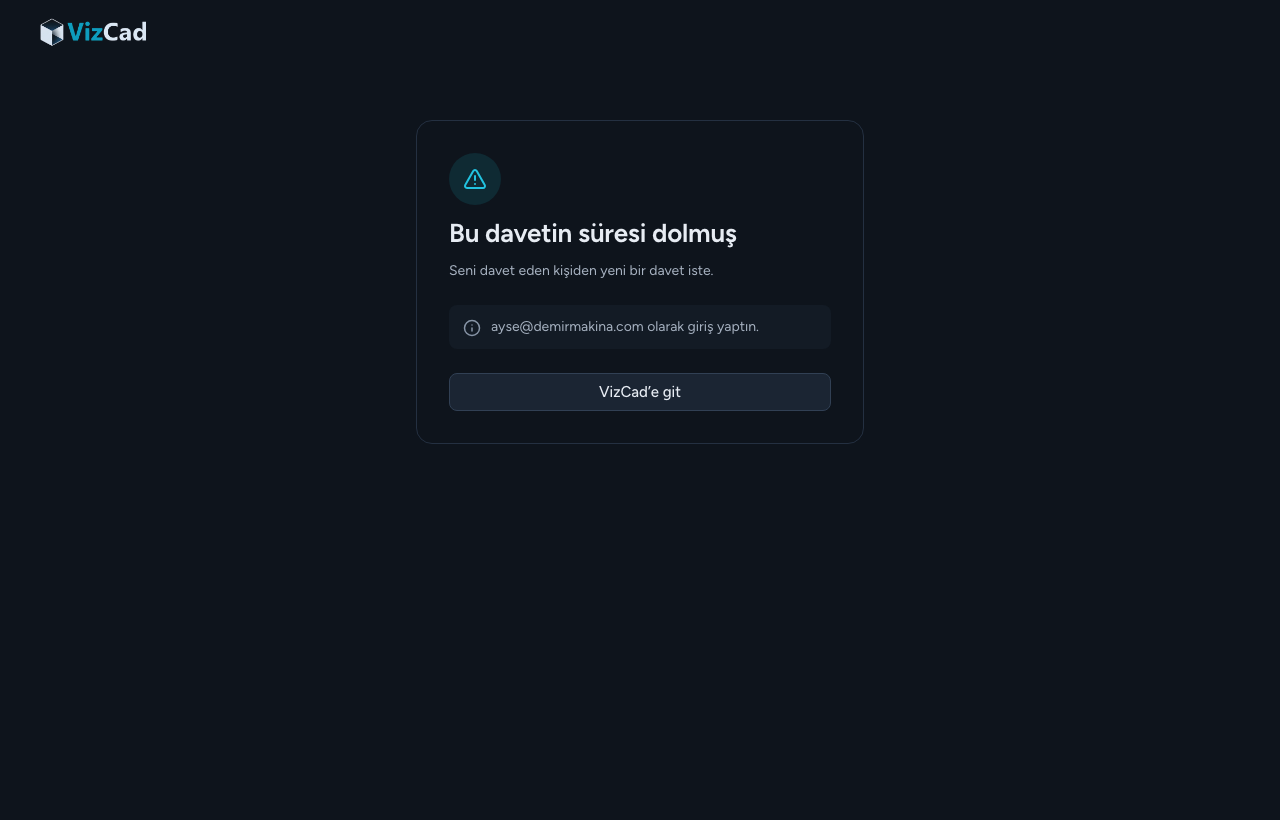 VizCad
Bu davetin süresi dolmuş
Seni davet eden kişiden yeni bir davet iste.
ayse@demirmakina.com olarak giriş yaptın.
VizCad’e git